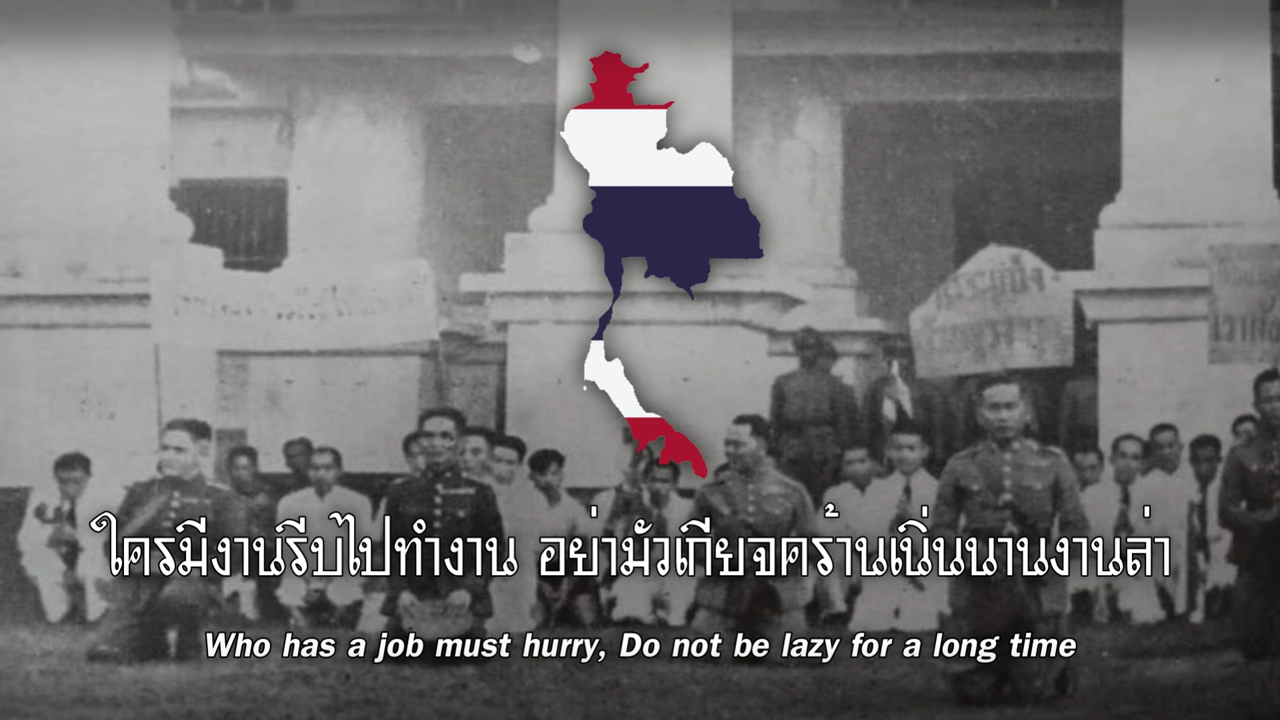 ใครมีงานรีบไปทำงาน อย่ามัวเกียจคร้านเนิ่นนานงานล่า
Who has a job must hurry, Do not be lazy for a long time